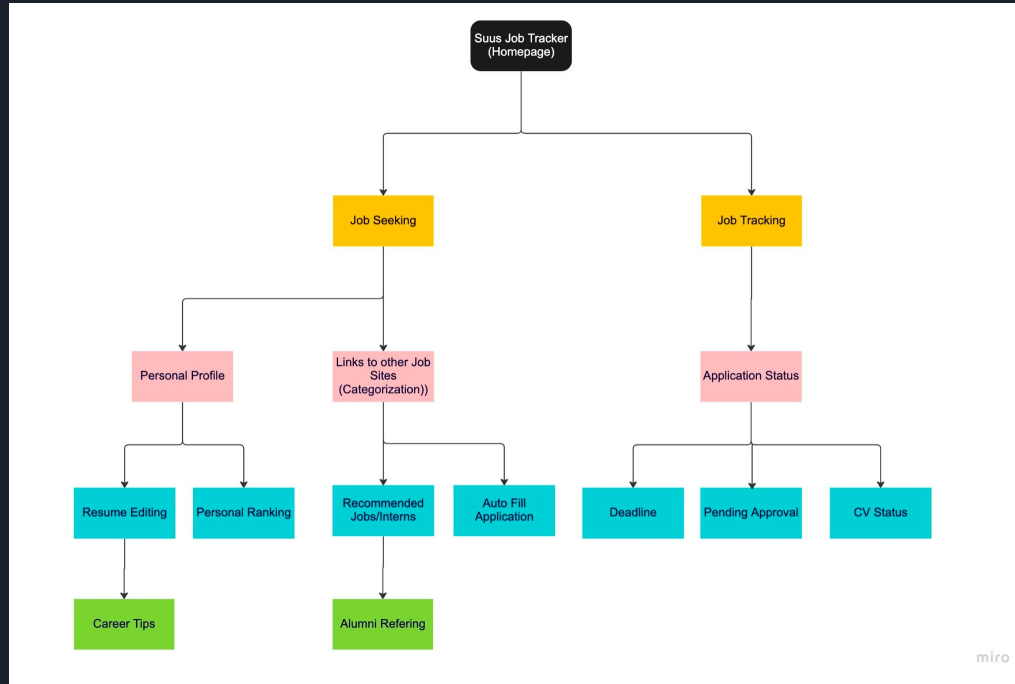 Suus Job Tracker
(Homepage)
Job Seeking
Job Tracking
Personal Profile
Links to other Job
Sites
(Categorization))
Application Status
Resume Editing
Personal Ranking
Recommended
Jobs/Interns
Auto Fill
Application
Deadline
Pending Approval
CV Status
Career Tips
Alumni Refering
miro